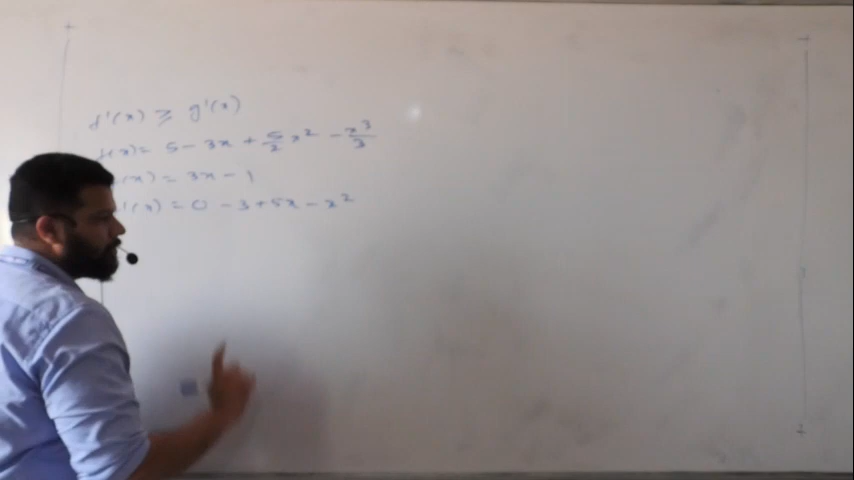 f'(x) ≥ g'(x)
f(x) = 5 - 3x + 5/2 x² - x³/3
(x) = 3x - 1
'(x) = 0 - 3 + 5x - x²